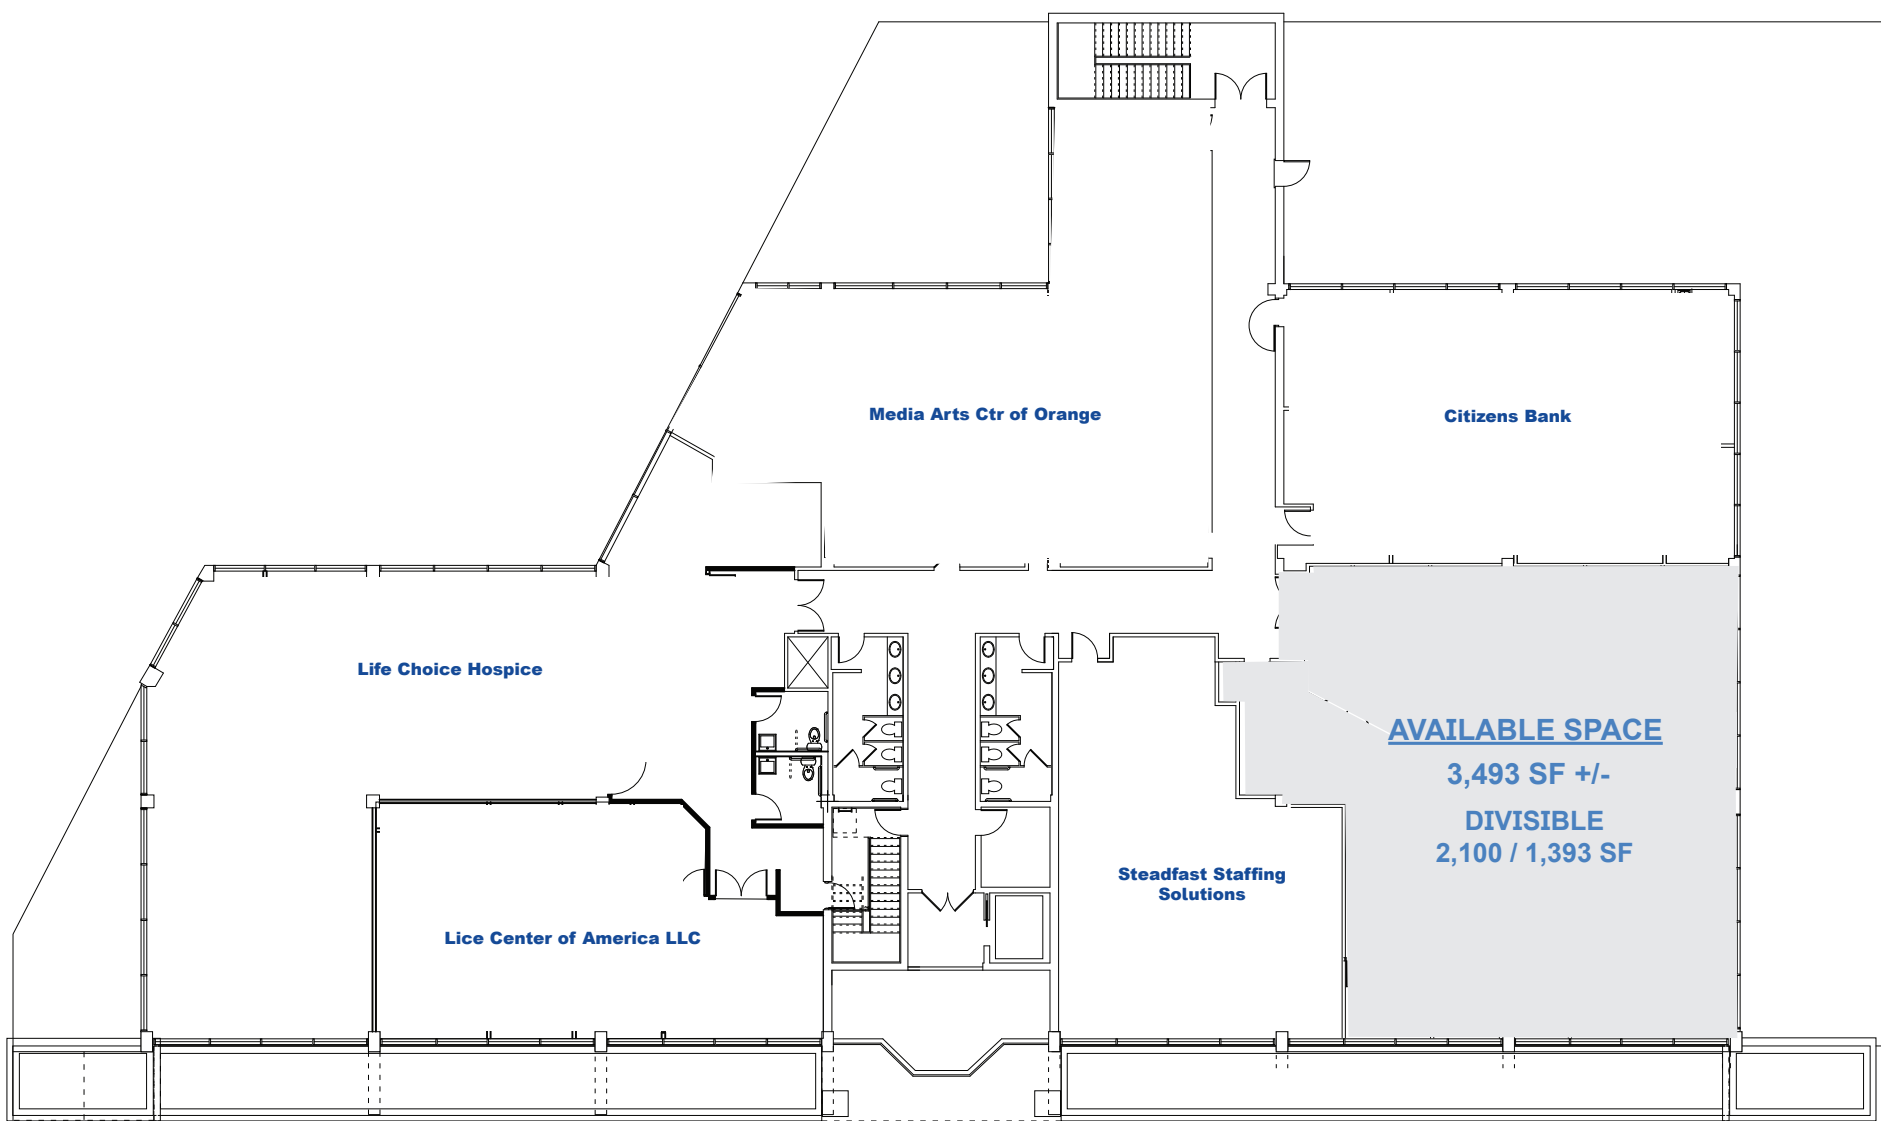 Media Arts Ctr of Orange
Citizens Bank
Life Choice Hospice
AVAILABLE SPACE
3,493 SF +/-
DIVISIBLE
2,100 / 1,393 SF
Steadfast Staffing
Solutions
Lice Center of America LLC